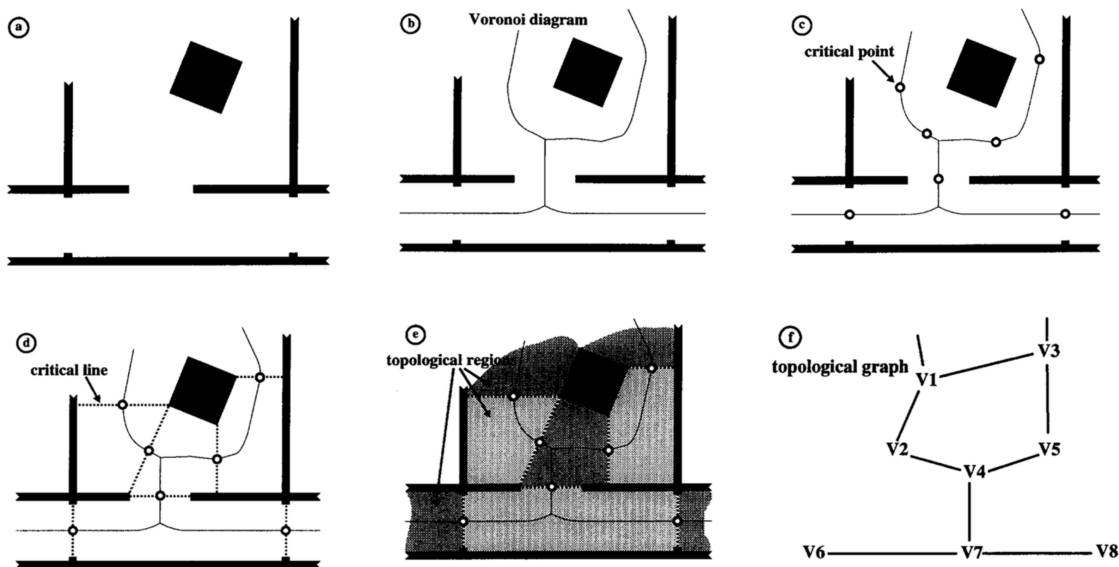 a
b
Voronoi diagram
c
critical point
d
critical line
e
topological regions
f
topological graph
V3
V1
V2
V4
V5
V6
V7
V8